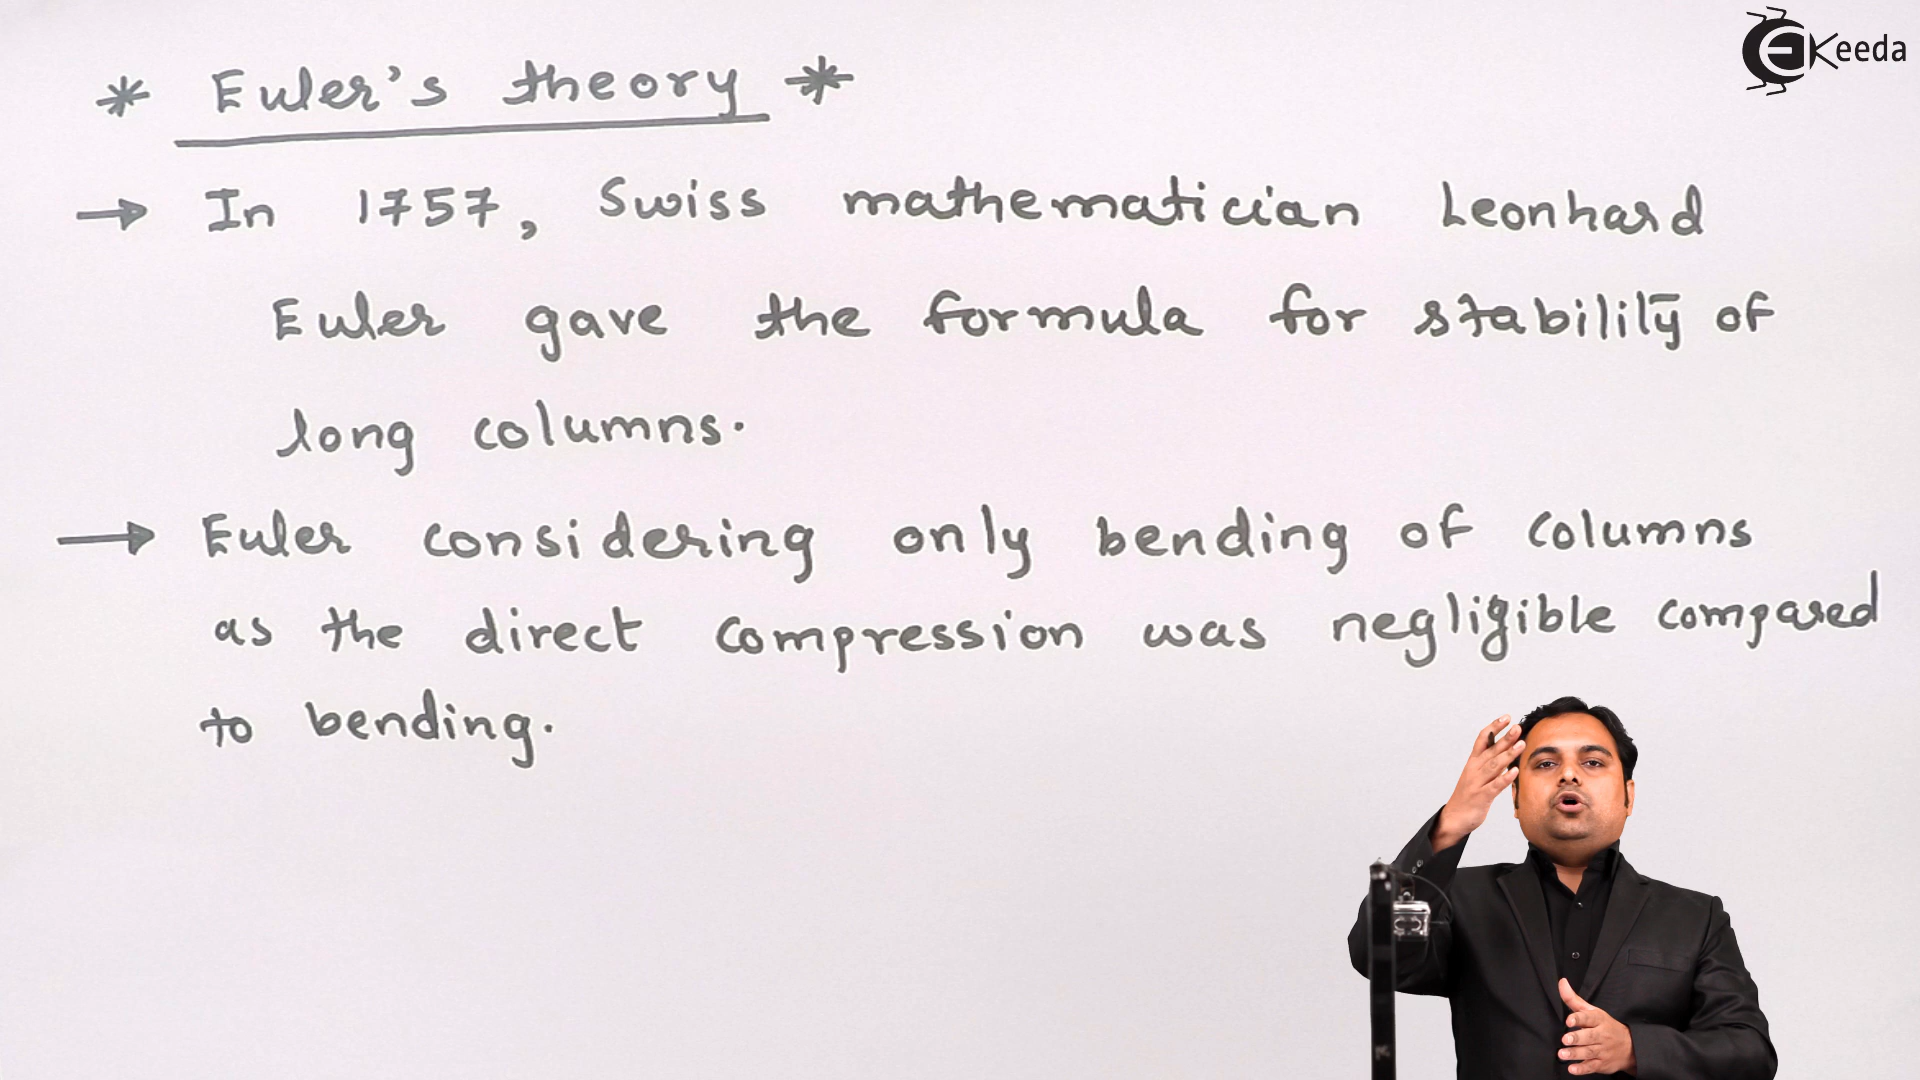 EKeeda
* Euler's theory *
→ In 1757, Swiss mathematician Leonhard
Euler gave the formula for stability of
long columns.
→ Euler considering only bending of columns
as the direct compression was negligible compared
to bending.